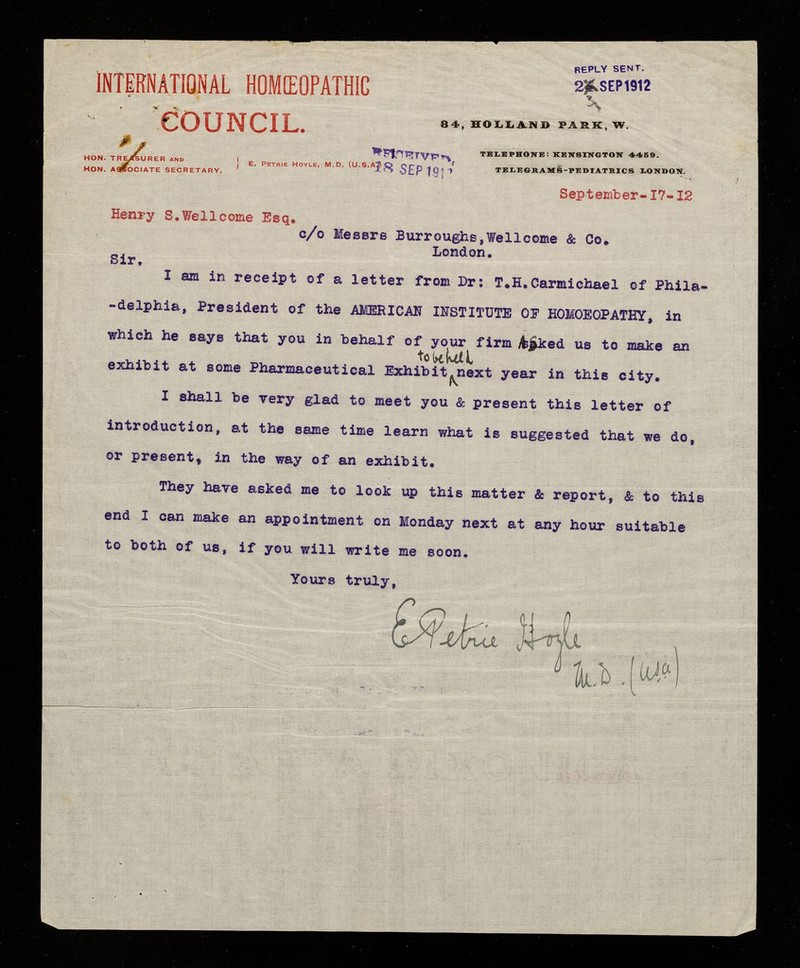 INTERNATIONAL HOMŒOPATHIC
COUNCIL.
REPLY SENT.
SEP 1912
84, HOLLAND PARK, W.
HON. TREASURER AND
HON. ASSOCIATE SECRETARY,
E. PETRIE HOYLE, M.D. (U.S.A.)
RECEIVED
18 SEP 191
TELEPHONE: KENSINGTON 4459.
TELEGRAMS-PEDIATRICS LONDON.
September-17-12
Henry S.Wellcome Esq.
c/o Messrs Burroughs,Wellcome & Co.
London.
Sir,
I am in receipt of a letter from Dr: T.H.Carmichael of Phila-
-delphia, President of the AMERICAN INSTITUTE OF HOMOEOPATHY, in
which he says that you in behalf of your firm asked us to make an
to be held
exhibit at some Pharmaceutical Exhibit next year in this city.
I shall be very glad to meet you & present this letter of
introduction, at the same time learn what is suggested that we do,
or present, in the way of an exhibit.
They have asked me to look up this matter & report, & to this
end I can make an appointment on Monday next at any hour suitable
to both of us, if you will write me soon.
Yours truly,
E Petrie Hoyle
M.D. (usa)